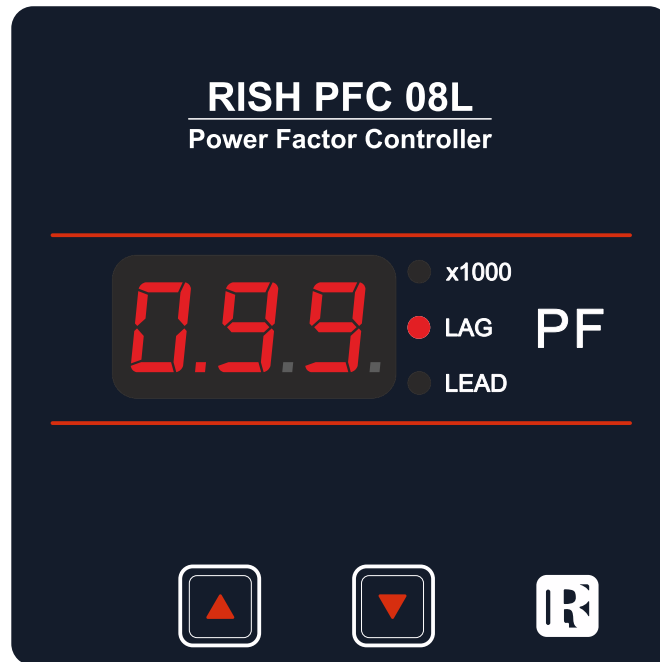 RISH PFC 08L
Power Factor Controller
x1000
0.99
LAG
PF
LEAD
R